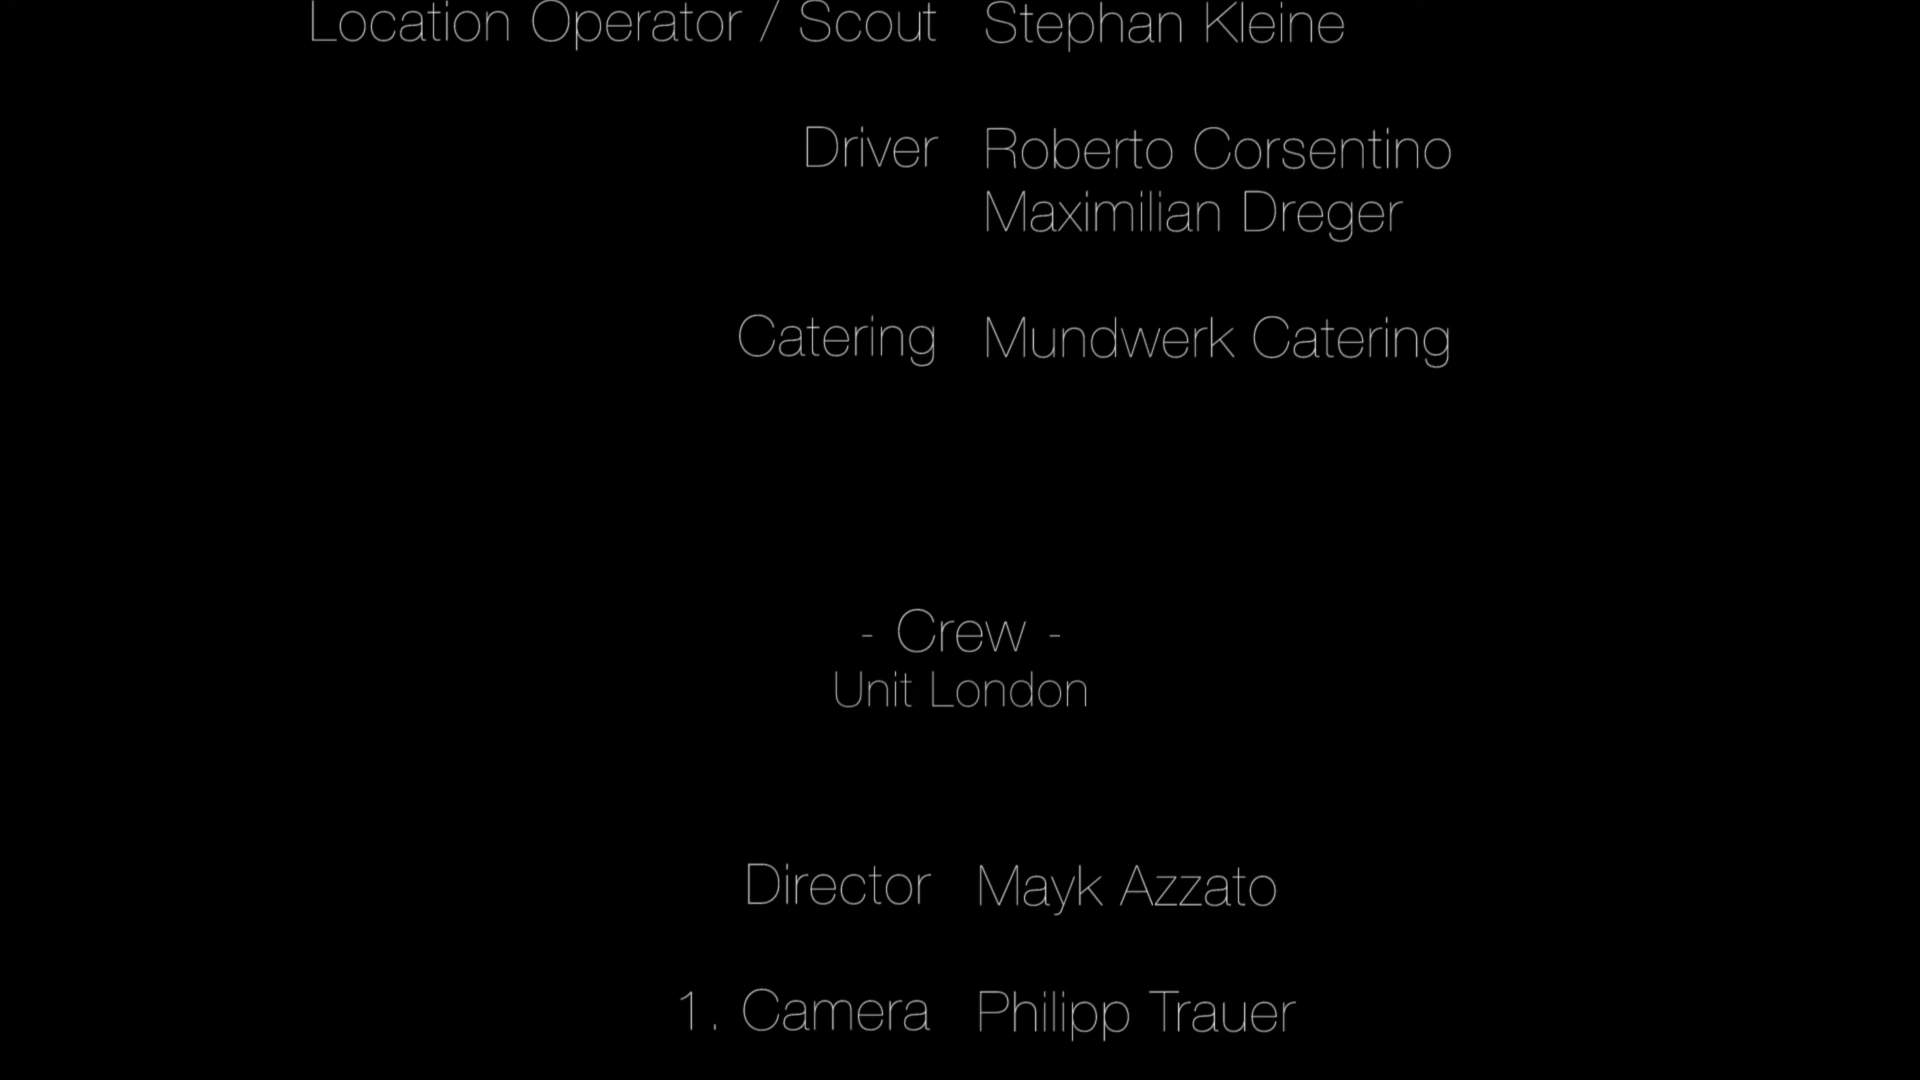 Location Operator / Scout Stephan Kleine
Driver Roberto Corsentino
Maximilian Dreger
Catering Mundwerk Catering
- Crew -
Unit London
Director Mayk Azzato
1. Camera Philipp Trauer